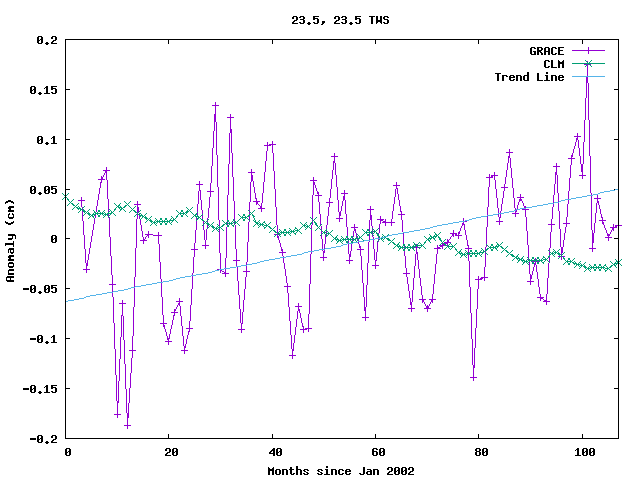 23.5, 23.5 TWS
GRACE
CLM
Trend Line
0.2
0.15
0.1
0.05
0
-0.05
-0.1
-0.15
-0.2
Anomaly (cm)
0 20 40 60 80 100
Months since Jan 2002